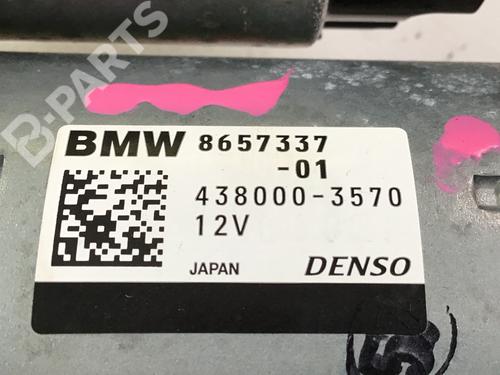 B-PARTS
BMW 8657337
-01
438000-3570
12V
JAPAN DENSO